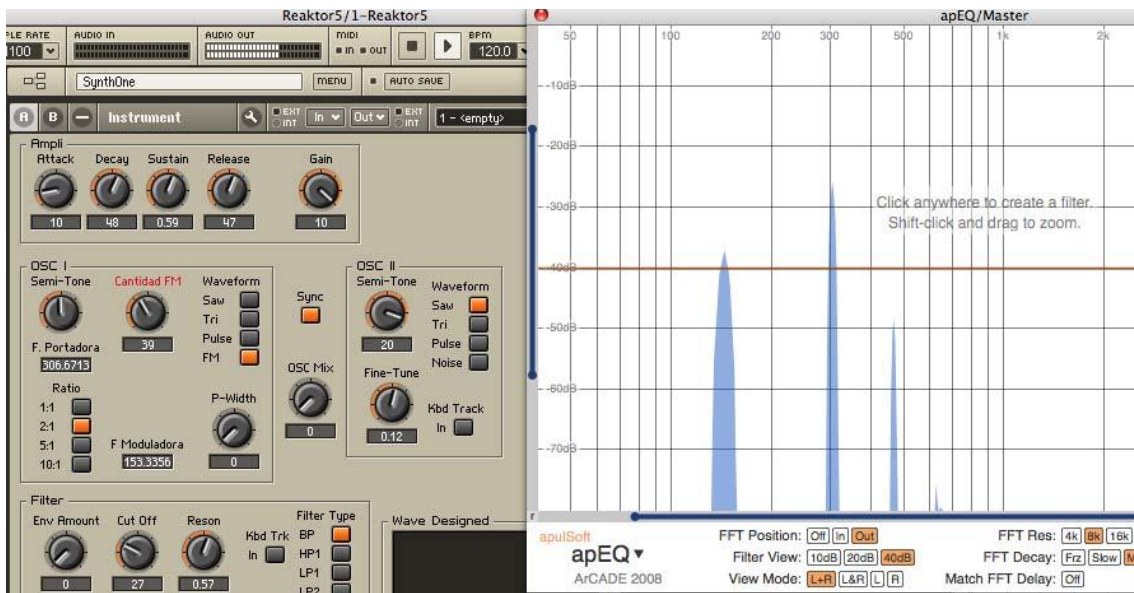 Reaktor5/1-Reaktor5
PLE RATE AUDIO IN AUDIO OUT MIDI BPM
100 IN OUT 120.0
SynthOne MENU AUTO SAVE
A B Instrument EXT INT In Out EXT INT 1 - <empty>
Ampli
Attack Decay Sustain Release Gain
10 48 0.59 47 10
OSC I
Semi-Tone Cantidad FM Waveform
Saw
Tri
Pulse
FM
39
F. Portadora
306.6713
Ratio
1:1
2:1
5:1
10:1
F Moduladora
153.3356
P-Width
0
Sync
OSC Mix
0
OSC II
Semi-Tone Waveform
Saw
Tri
Pulse
Noise
20
Fine-Tune
0.12
Kbd Track
In
Filter
Env Amount Cut Off Reson
0 27 0.57
Kbd Trk
In
Filter Type
BP
HP1
LP1
LP2
Wave Designed
apEQ/Master
50 100 200 300 400 500 1k 2k
-10dB
-20dB
-30dB
-40dB
-50dB
-60dB
-70dB
Click anywhere to create a filter.
Shift-click and drag to zoom.
r
apulSoft
apEQ
ArCADE 2008
FFT Position: Off In Out
Filter View: 10dB 20dB 40dB
View Mode: L+R L&R L R
FFT Res: 4k 8k 16k
FFT Decay: Frz Slow M
Match FFT Delay: Off